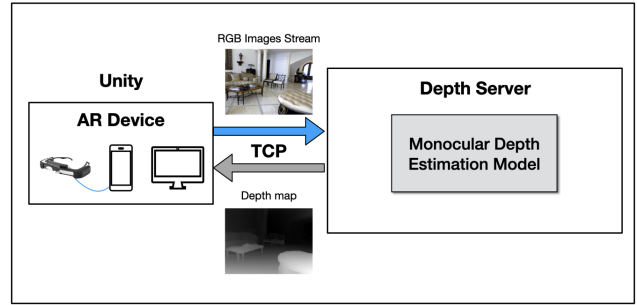 RGB Images Stream
Unity
AR Device
TCP
Depth map
Depth Server
Monocular Depth
Estimation Model